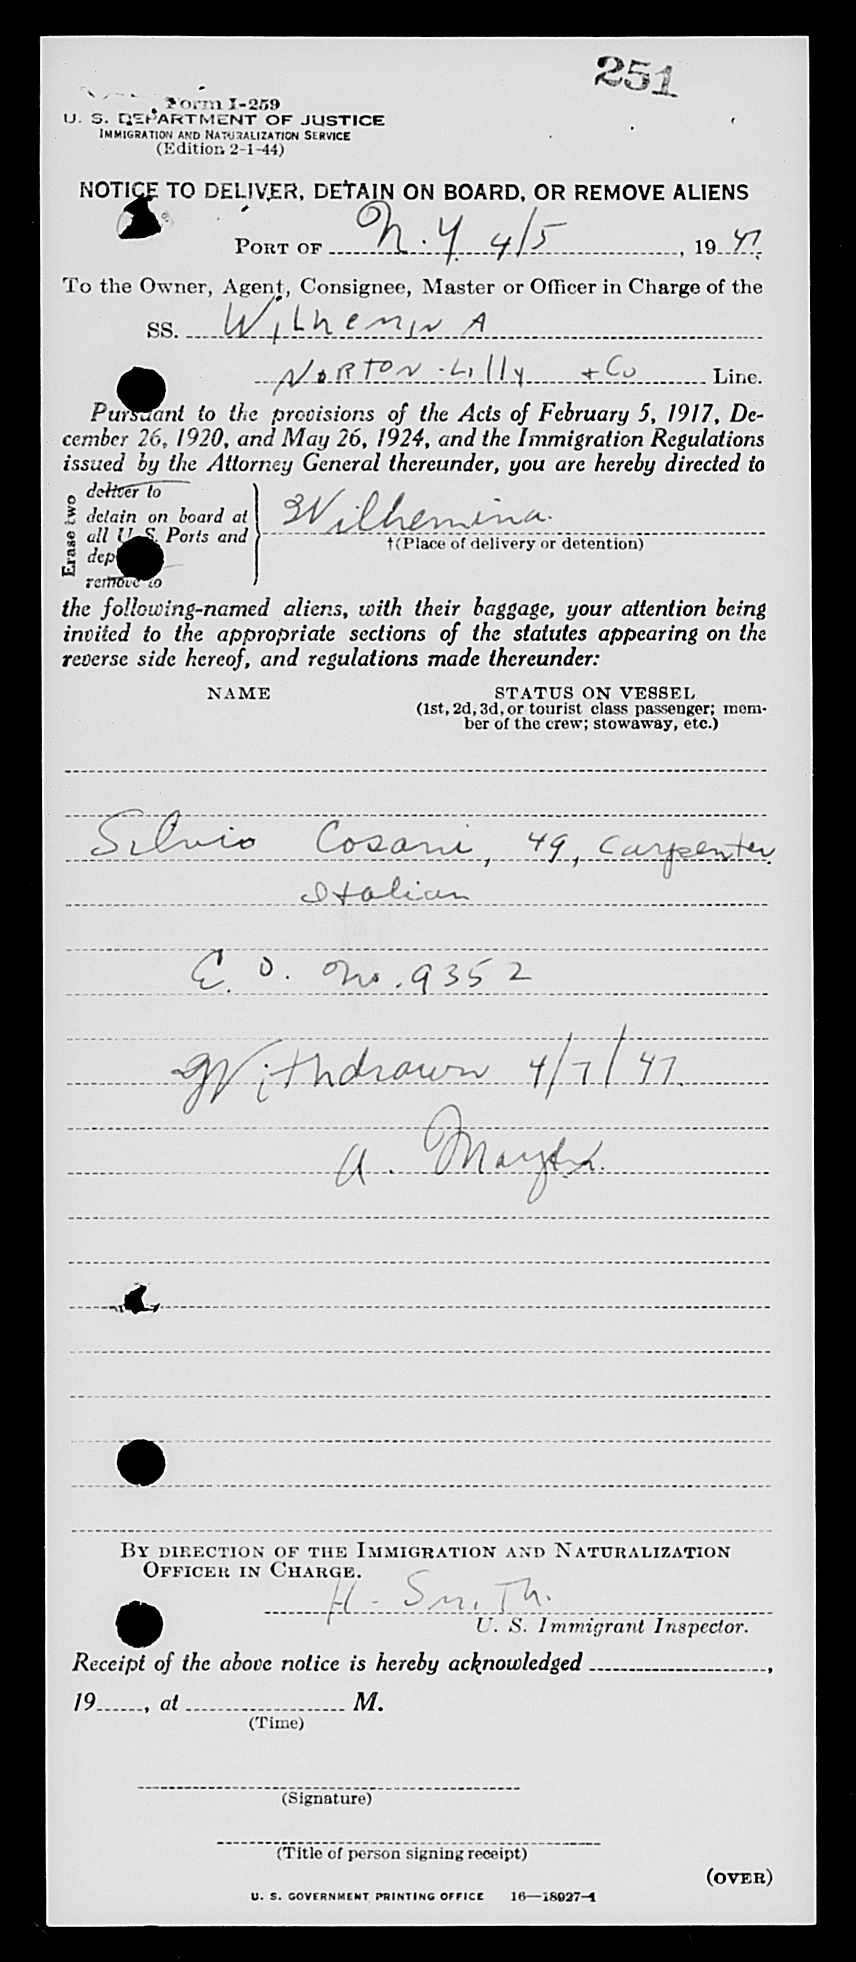 251
Form I-259
U. S. DEPARTMENT OF JUSTICE
IMMIGRATION AND NATURALIZATION SERVICE
(Edition 2-1-44)
NOTICE TO DELIVER, DETAIN ON BOARD, OR REMOVE ALIENS
PORT OF N.Y 4/5, 1947
To the Owner, Agent, Consignee, Master or Officer in Charge of the
SS. Wilhemin A
Norton-Lilly + Co Line.
Pursuant to the provisions of the Acts of February 5, 1917, De-
cember 26, 1920, and May 26, 1924, and the Immigration Regulations
issued by the Attorney General thereunder, you are hereby directed to
Erase two
deliver to
detain on board at
all U. S. Ports and
dep
remove to
Wilhemina.
†(Place of delivery or detention)
the following-named aliens, with their baggage, your attention being
invited to the appropriate sections of the statutes appearing on the
reverse side hereof, and regulations made thereunder:
NAME STATUS ON VESSEL
(1st, 2d, 3d, or tourist class passenger; mem-
ber of the crew; stowaway, etc.)
Silvio Cosani, 49, Carpenter
Italian
E. O. No. 9352
Withdrawn 4/7/47.
A.
BY DIRECTION OF THE IMMIGRATION AND NATURALIZATION
OFFICER IN CHARGE.
H. Smith.
U. S. Immigrant Inspector.
Receipt of the above notice is hereby acknowledged ,
19 , at M.
(Time)
(Signature)
(Title of person signing receipt)
(OVER)
U. S. GOVERNMENT PRINTING OFFICE 16—18027-1